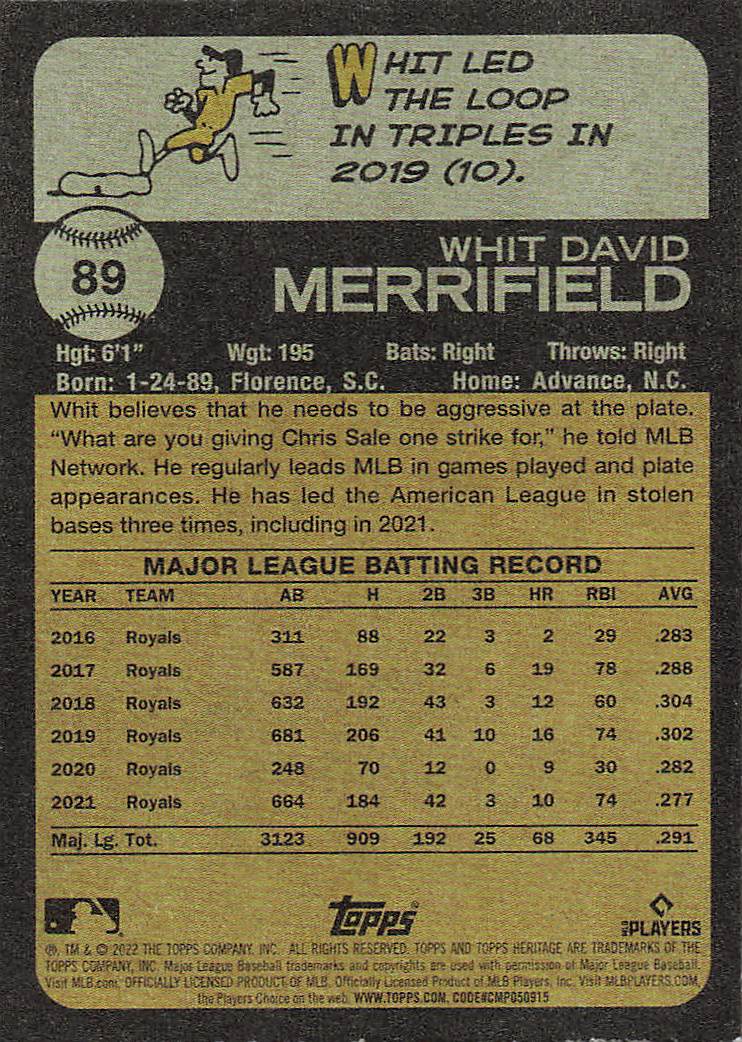 WHIT LED
THE LOOP
IN TRIPLES IN
2019 (10).
89
WHIT DAVID
MERRIFIELD
Hgt: 6'1" Wgt: 195 Bats: Right Throws: Right
Born: 1-24-89, Florence, S.C. Home: Advance, N.C.
Whit believes that he needs to be aggressive at the plate.
“What are you giving Chris Sale one strike for,” he told MLB
Network. He regularly leads MLB in games played and plate
appearances. He has led the American League in stolen
bases three times, including in 2021.
MAJOR LEAGUE BATTING RECORD
YEAR TEAM AB H 2B 3B HR RBI AVG
2016 Royals 311 88 22 3 2 29 .283
2017 Royals 587 169 32 6 19 78 .288
2018 Royals 632 192 43 3 12 60 .304
2019 Royals 681 206 41 10 16 74 .302
2020 Royals 248 70 12 0 9 30 .282
2021 Royals 664 184 42 3 10 74 .277
Maj. Lg. Tot. 3123 909 192 25 68 345 .291
Topps
MLB PLAYERS
®, TM & © 2022 THE TOPPS COMPANY, INC. ALL RIGHTS RESERVED. TOPPS AND TOPPS HERITAGE ARE TRADEMARKS OF THE
TOPPS COMPANY, INC. Major League Baseball trademarks and copyrights are used with permission of Major League Baseball.
Visit MLB.com. OFFICIALLY LICENSED PRODUCT OF MLB. Officially Licensed Product of MLB Players, Inc. Visit MLBPLAYERS.COM,
the Players Choice on the web. WWW.TOPPS.COM. CODE#CMP050915